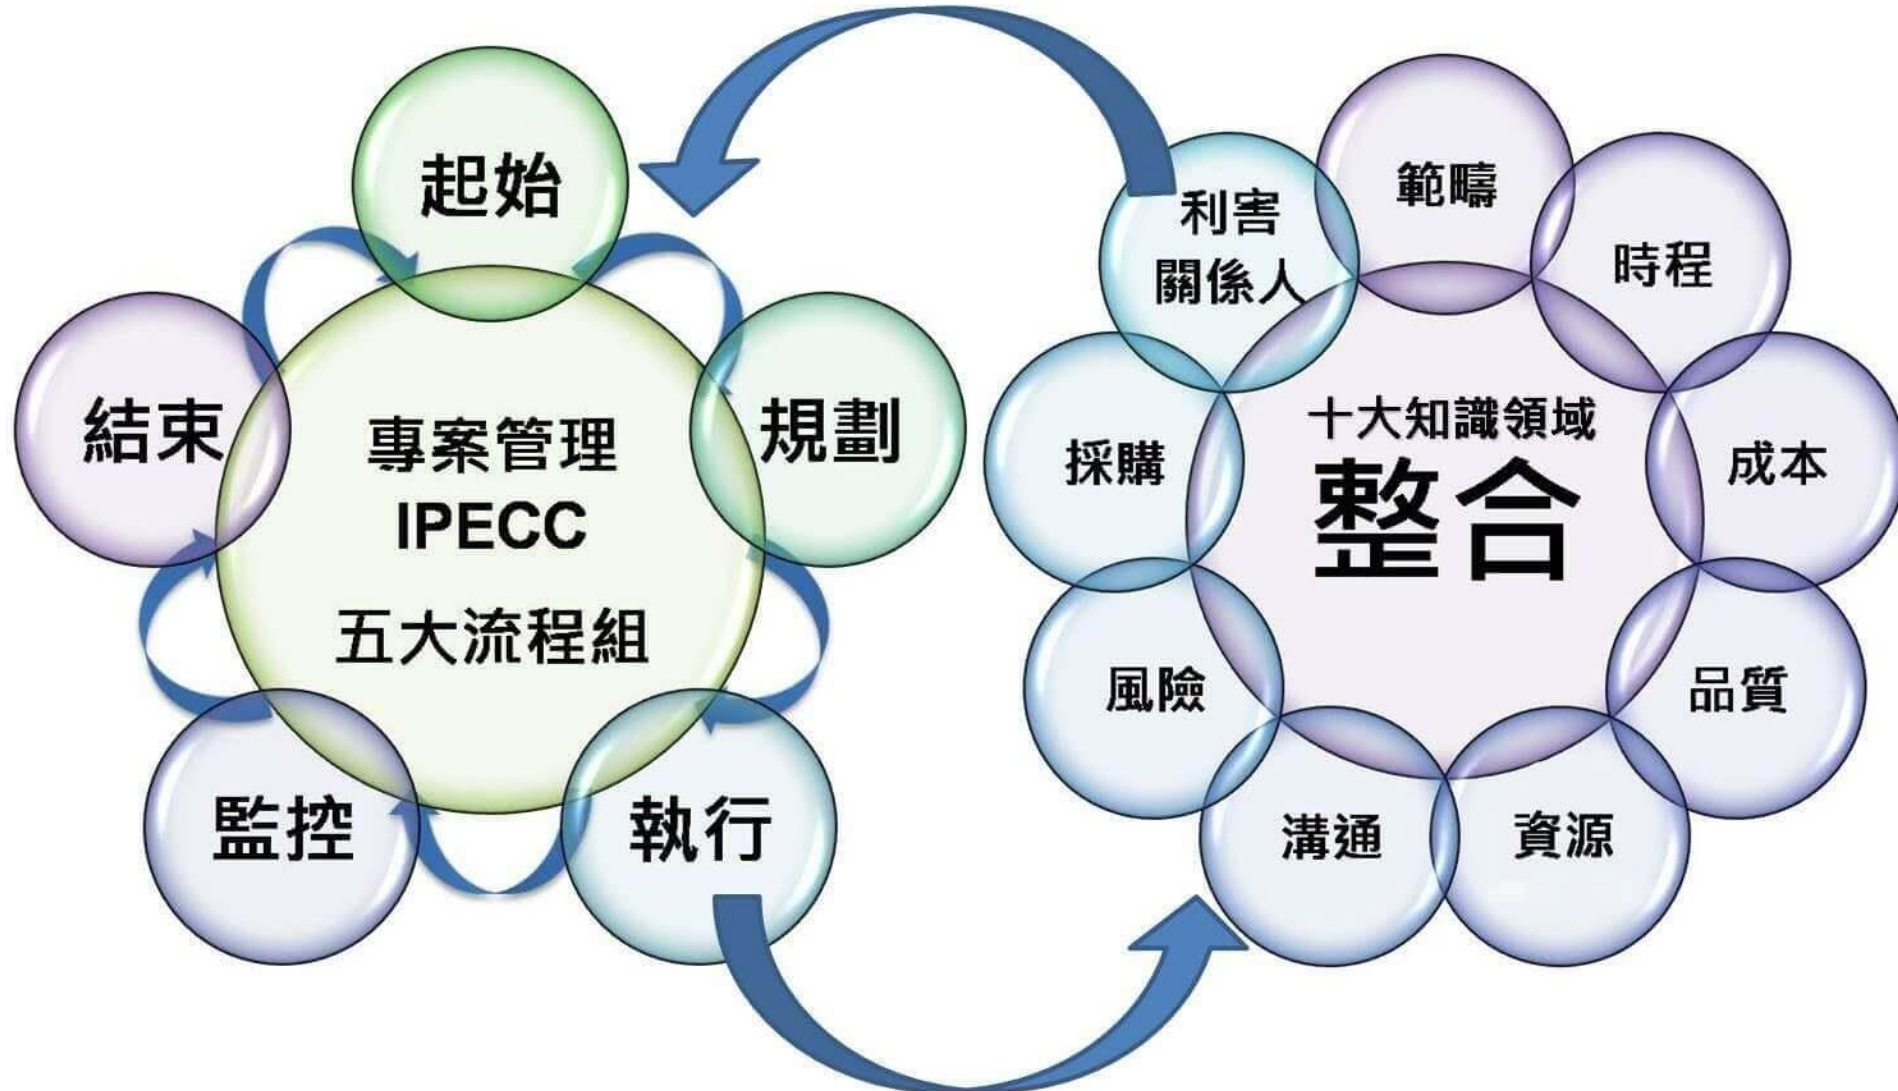 起始
規劃
執行
監控
結束
專案管理
IPECC
五大流程組
十大知識領域
整合
範疇
時程
成本
品質
資源
溝通
風險
採購
利害
關係人